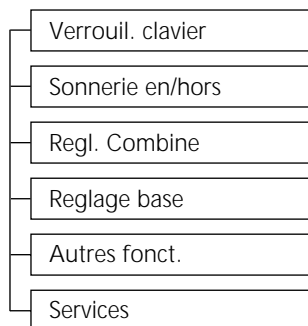 Verrouil. clavier
Sonnerie en/hors
Regl. Combine
Reglage base
Autres fonct.
Services